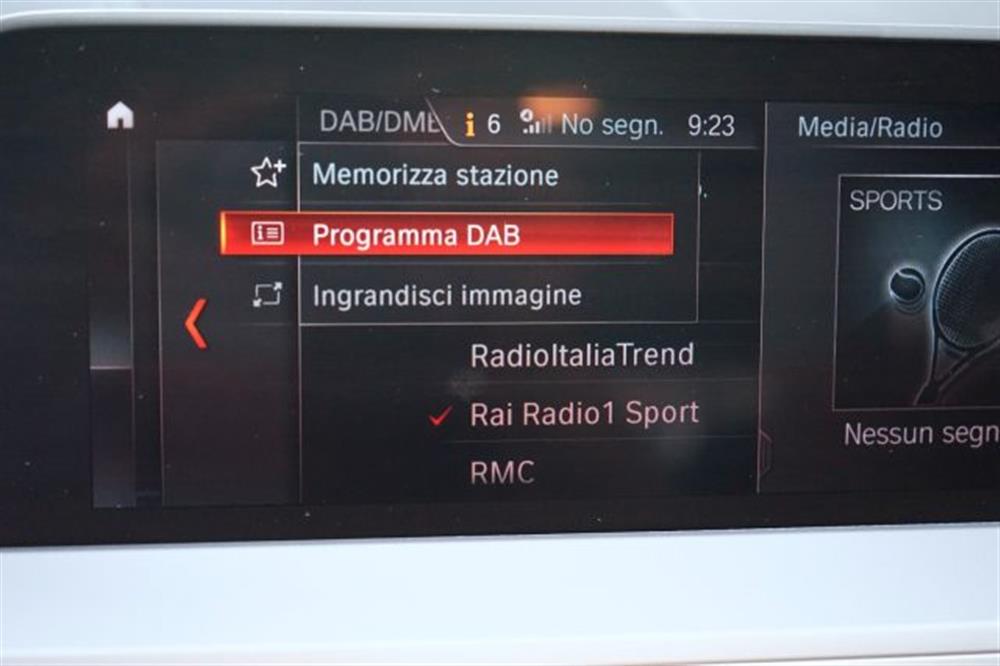 DAB/DM
i 6 No segn. 9:23
Media/Radio
Memorizza stazione
SPORTS
Programma DAB
Ingrandisci immagine
RadioItaliaTrend
Rai Radio1 Sport
Nessun segn
RMC